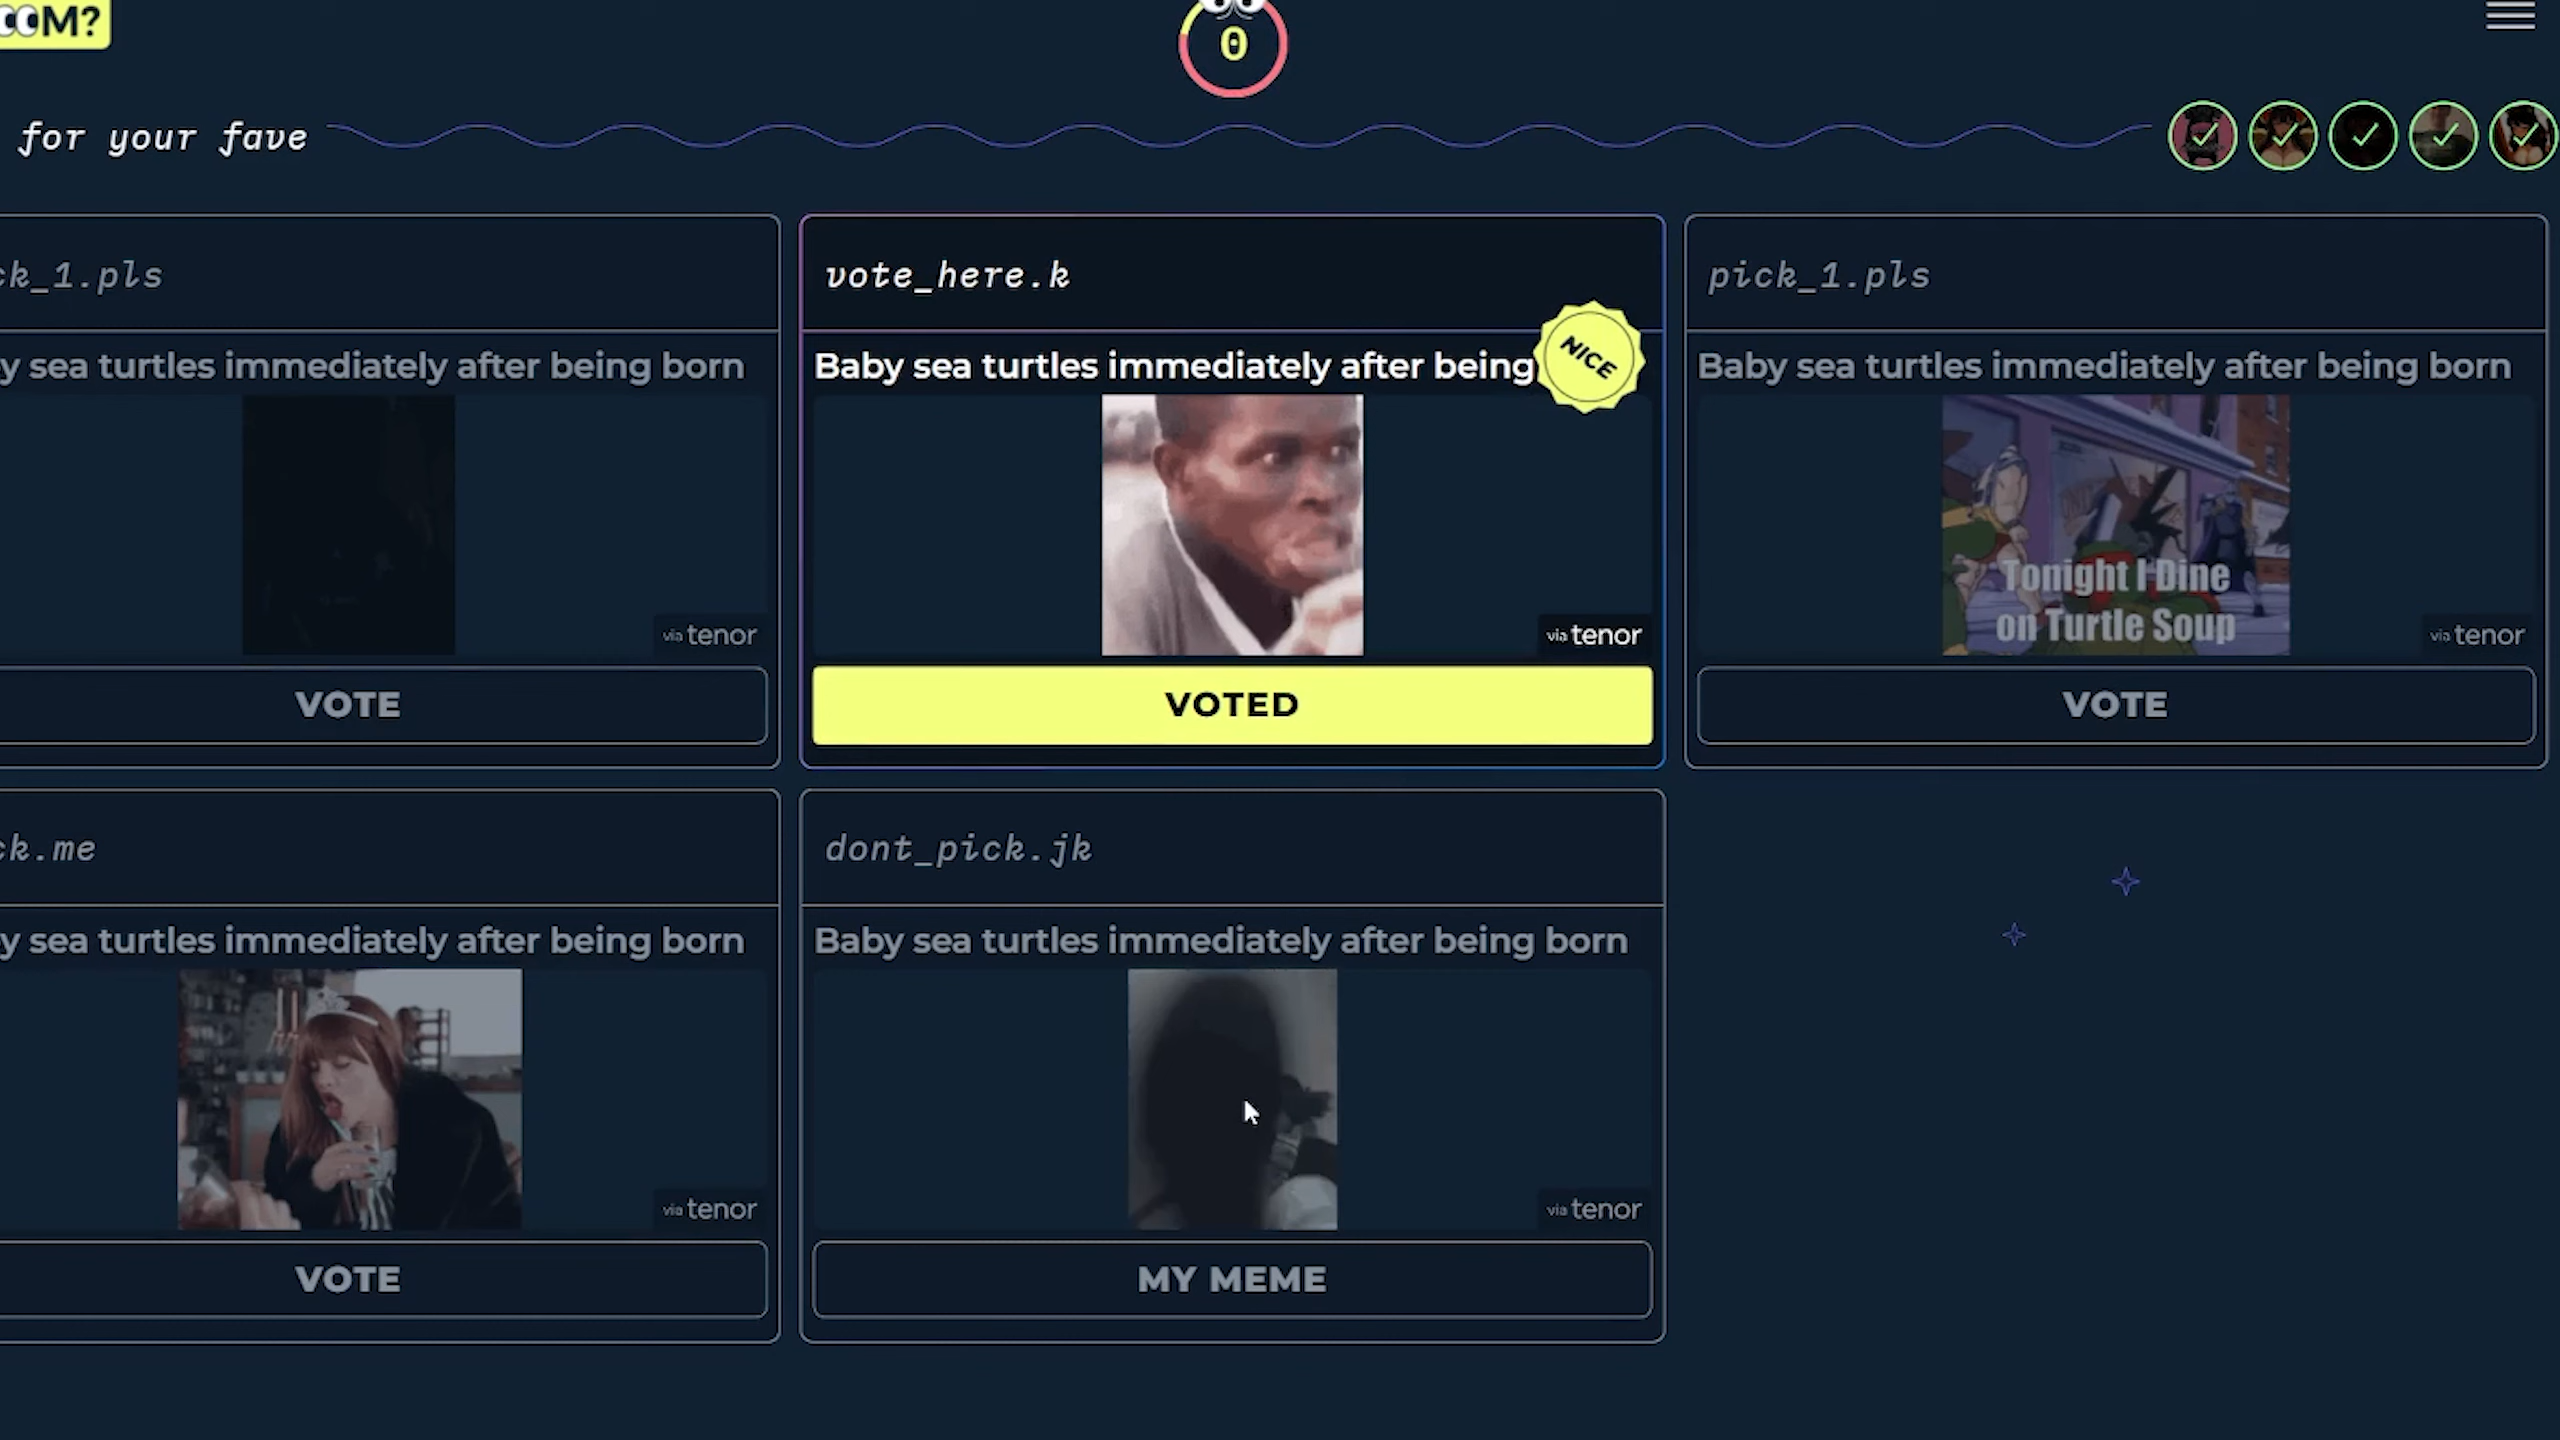 OOM?
0
for your fave
ck_1.pls
vote_here.k
pick_1.pls
y sea turtles immediately after being born
Baby sea turtles immediately after being
NICE
Baby sea turtles immediately after being born
Tonight I Dine
on Turtle Soup
via tenor
via tenor
via tenor
VOTE
VOTED
VOTE
ck.me
dont_pick.jk
y sea turtles immediately after being born
Baby sea turtles immediately after being born
via tenor
via tenor
VOTE
MY MEME